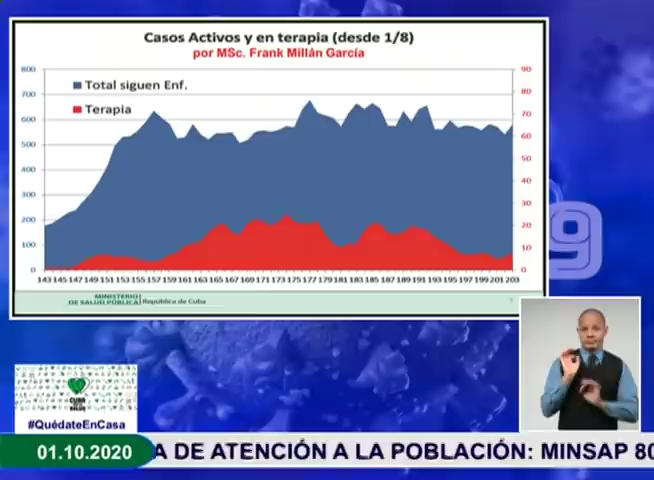 Casos Activos y en terapia (desde 1/8)
por MSc. Frank Millán García
800
700
600
500
400
300
200
100
0
Total siguen Enf.
Terapia
90
80
70
60
50
40
30
20
10
0
143 145 147 149 151 153 155 157 159 161 163 165 167 169 171 173 175 177 179 181 183 185 187 189 191 193 195 197 199 201 203
MINISTERIO
DE SALUD PÚBLICA
República de Cuba
9
CUBA
SALUD
#QuédateEnCasa
01.10.2020
A DE ATENCIÓN A LA POBLACIÓN: MINSAP 80